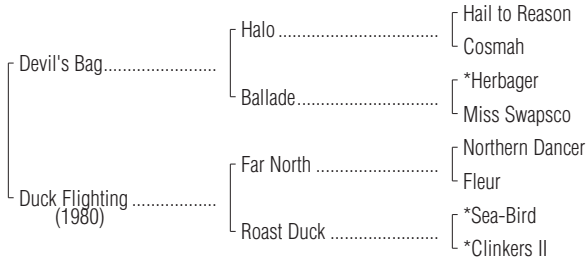 Hail to Reason
Halo ........................................
Cosmah
Devil's Bag............................
*Herbager
Ballade...................................
Miss Swapsco
Northern Dancer
Far North ..............................
Fleur
Duck Flighting .....................
(1980)
*Sea-Bird
Roast Duck ............................
*Clinkers II